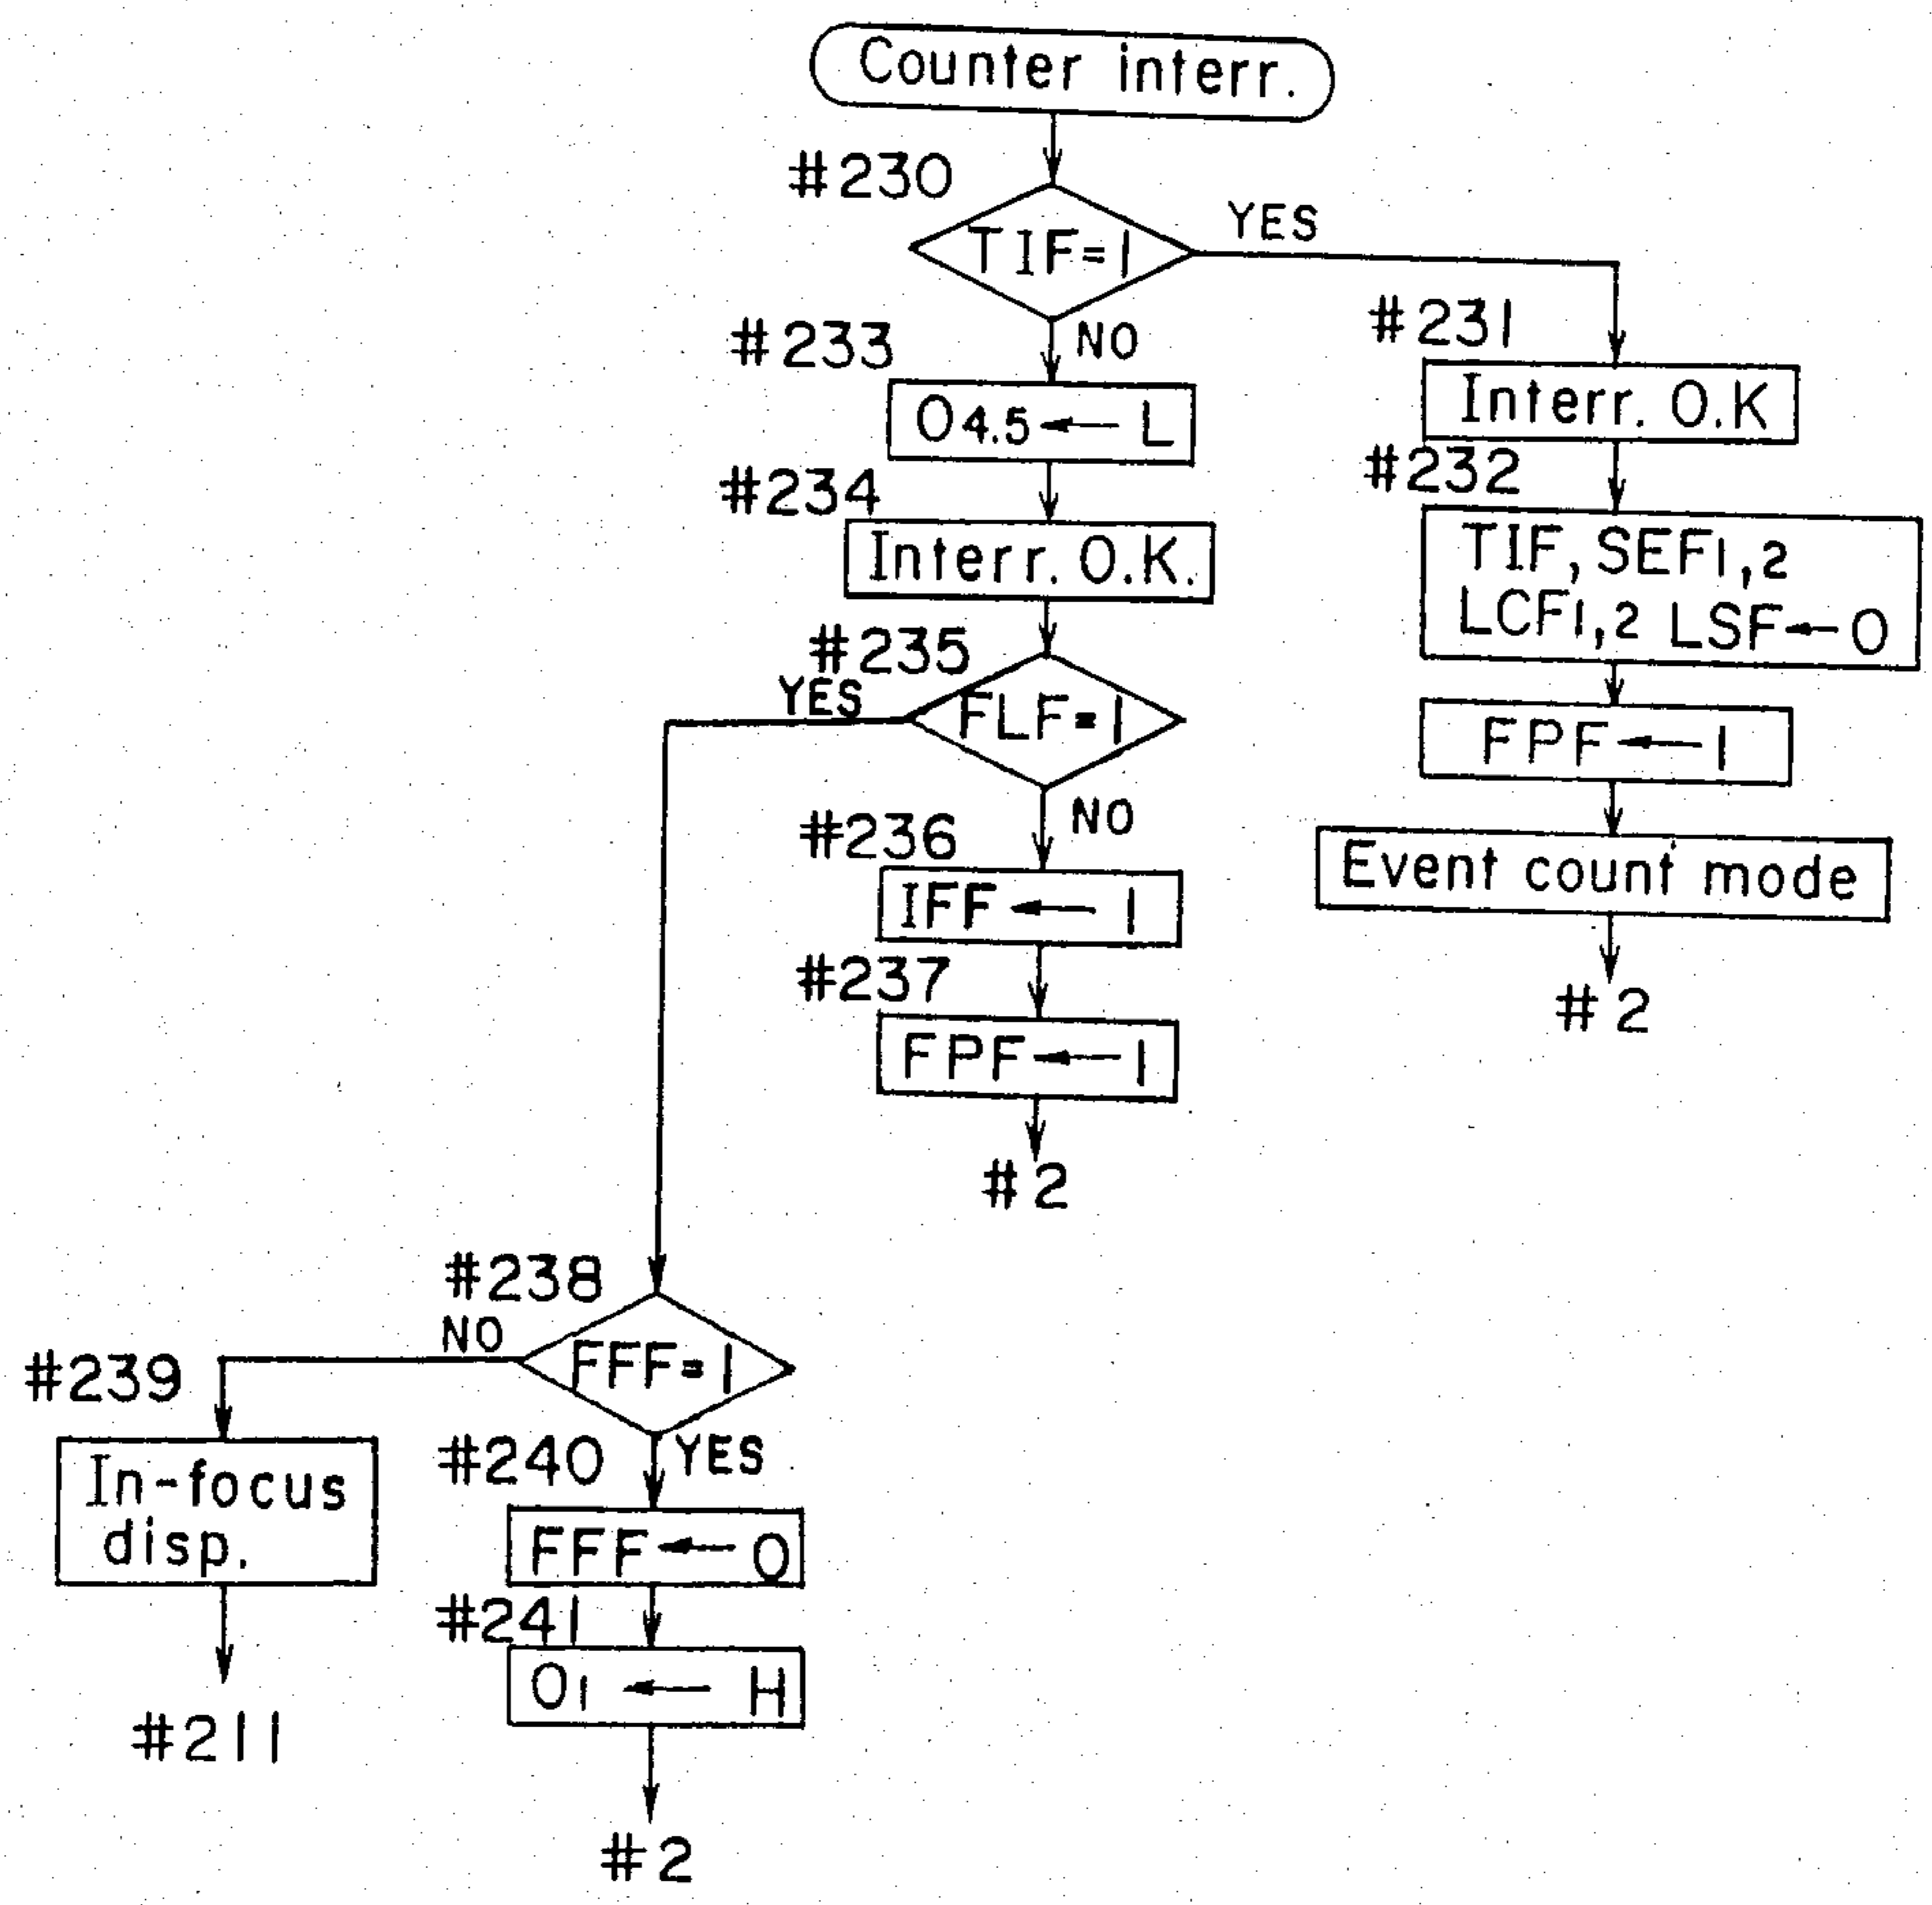 Counter interr.
#230
TIF=1
YES
NO
#231
Interr. O.K
#232
TIF, SEF1,2
LCF1,2 LSF←0
FPF←1
Event count mode
#2
#233
O4.5←L
#234
Interr. O.K.
#235
YES
FLF=1
NO
#236
IFF←1
#237
FPF←1
#2
#238
NO
FFF=1
YES
#239
In-focus
disp.
#211
#240
FFF←0
#241
O1←H
#2